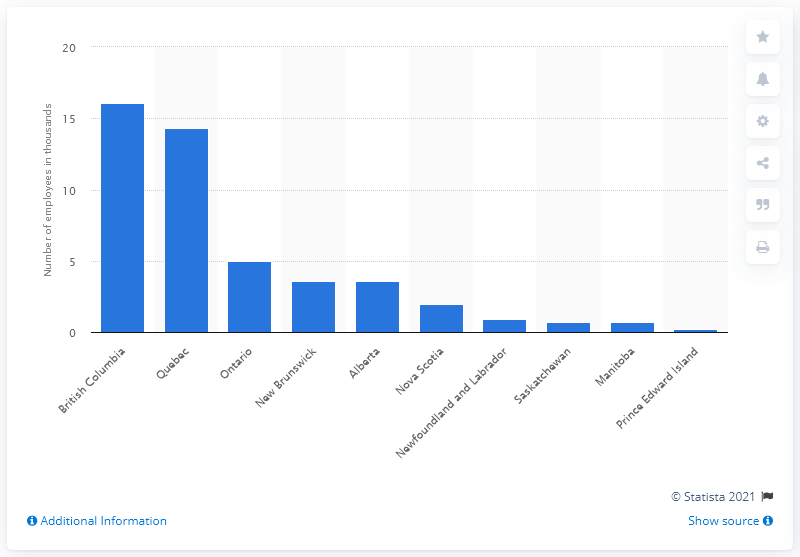 20
15
10
5
0
Number of employees in thousands
British Columbia
Quebec
Ontario
New Brunswick
Alberta
Nova Scotia
Newfoundland and Labrador
Saskatchewan
Manitoba
Prince Edward Island
© Statista 2021
Additional Information
Show source